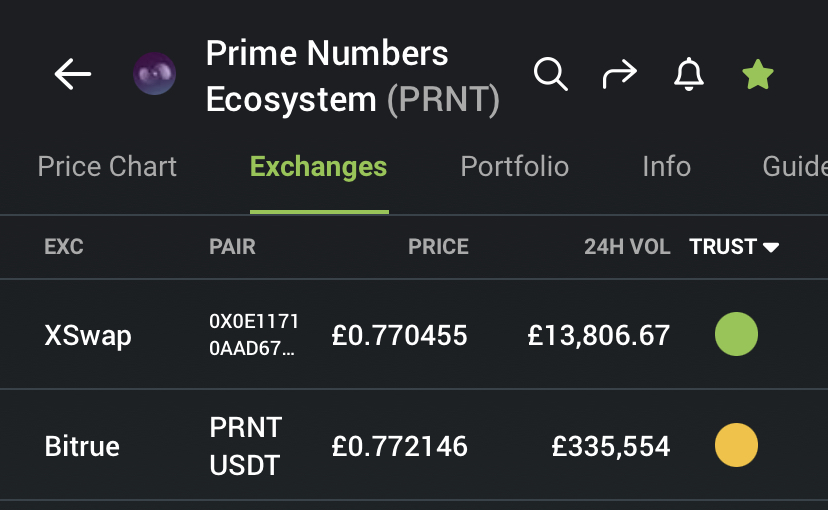 Prime Numbers
Ecosystem (PRNT)
Price Chart Exchanges Portfolio Info Guide
EXC PAIR PRICE 24H VOL TRUST
XSwap 0X0E1171 £0.770455 £13,806.67
0AAD67...
Bitrue PRNT £0.772146 £335,554
USDT